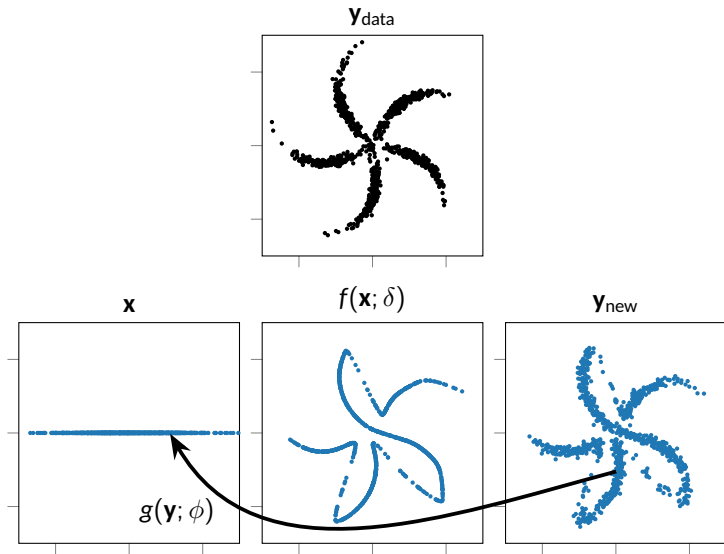 y_data
x
f(x; δ)
y_new
g(y; ϕ)